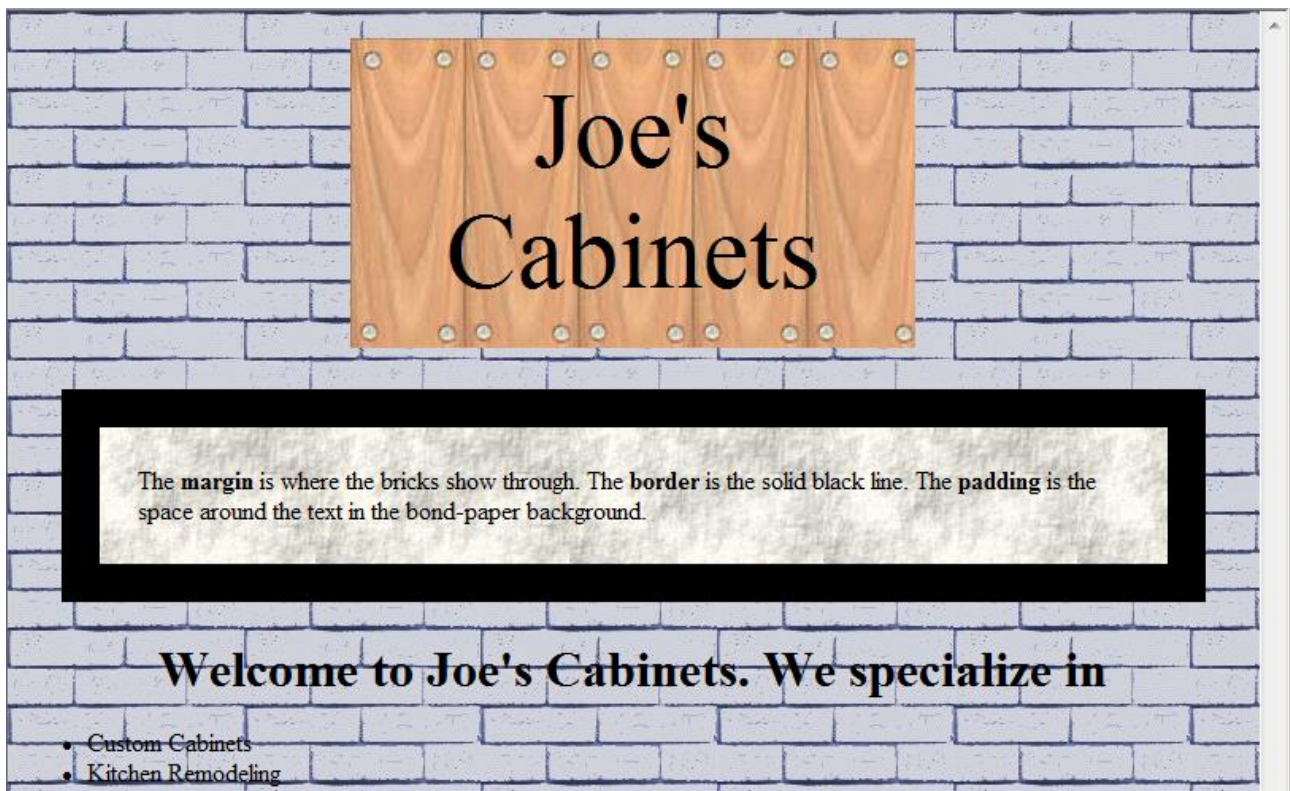 Joe's
Cabinets
The margin is where the bricks show through. The border is the solid black line. The padding is the
space around the text in the bond-paper background.
Welcome to Joe's Cabinets. We specialize in
• Custom Cabinets
• Kitchen Remodeling